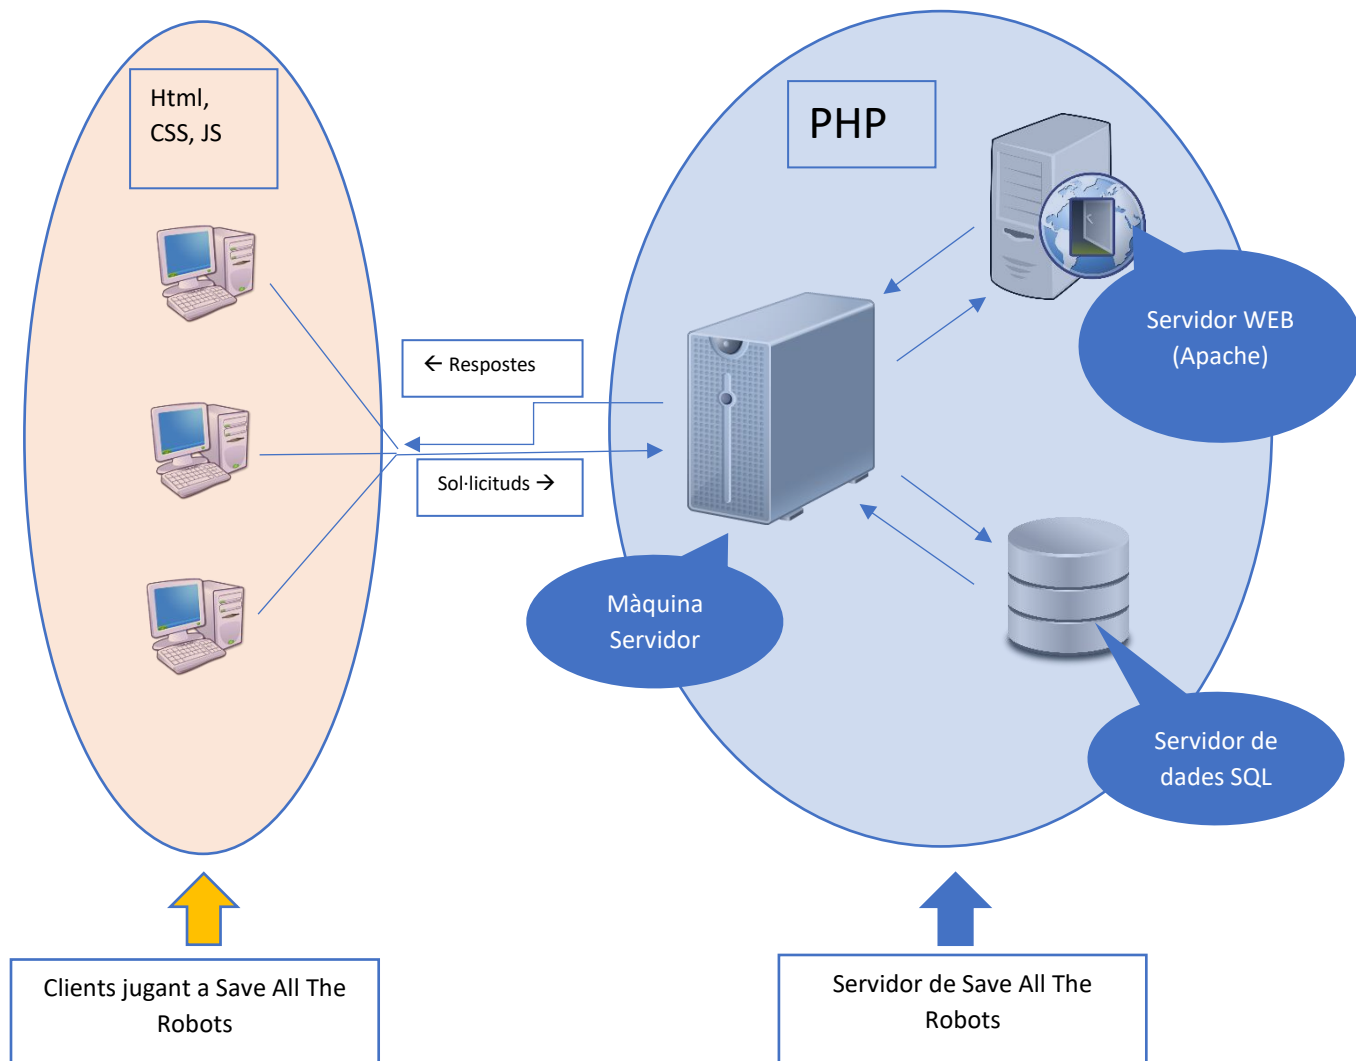 Html,
CSS, JS
PHP
Servidor WEB
(Apache)
← Respostes
Sol·licituds →
Màquina
Servidor
Servidor de
dades SQL
Clients jugant a Save All The
Robots
Servidor de Save All The
Robots